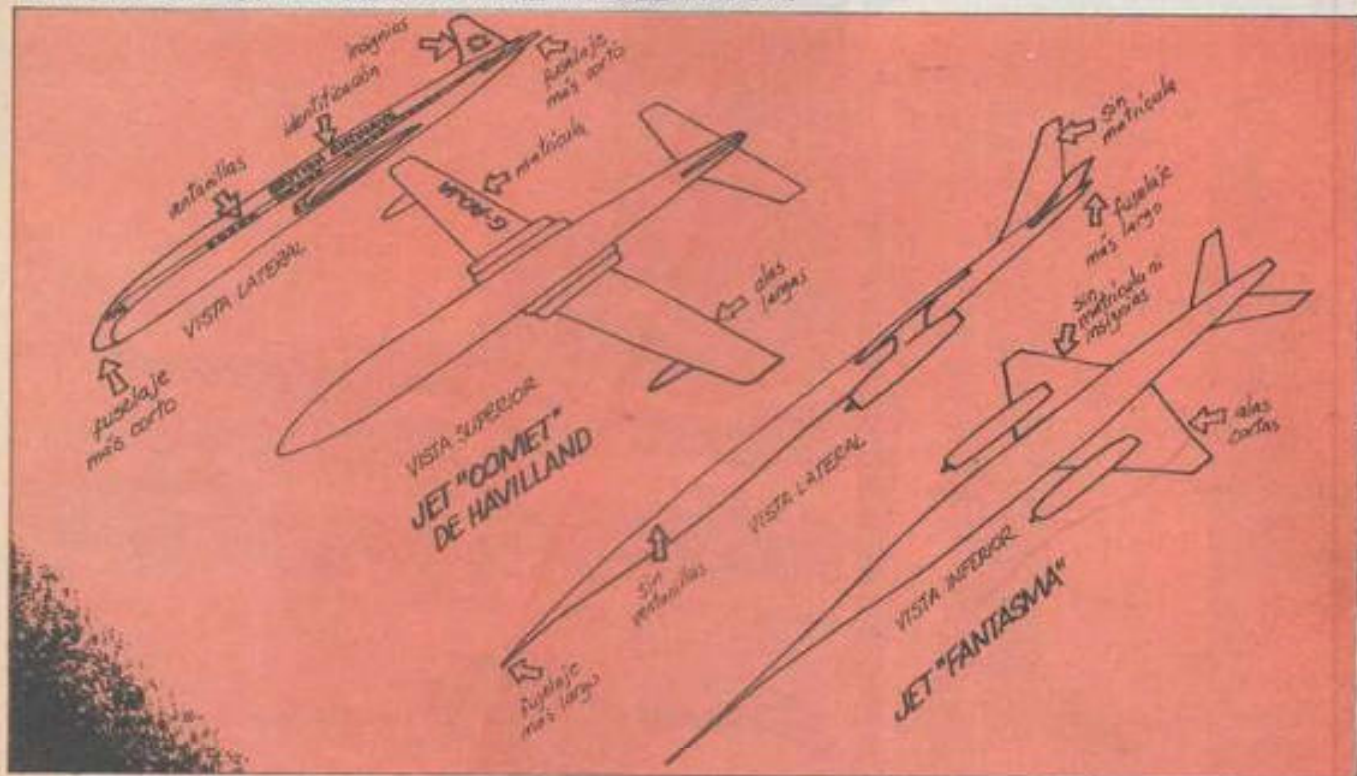 insignias
identificación
ventanillas
fuselaje
más corto
matrícula
VISTA LATERAL
alas
largas
fuselaje
más corto
VISTA SUPERIOR
JET "COMET"
DE HAVILLAND
sin
matrícula
fuselaje
más largo
sin
matrícula ni
insignias
alas
cortas
VISTA LATERAL
sin
ventanillas
fuselaje
más largo
VISTA INFERIOR
JET "FANTASMA"